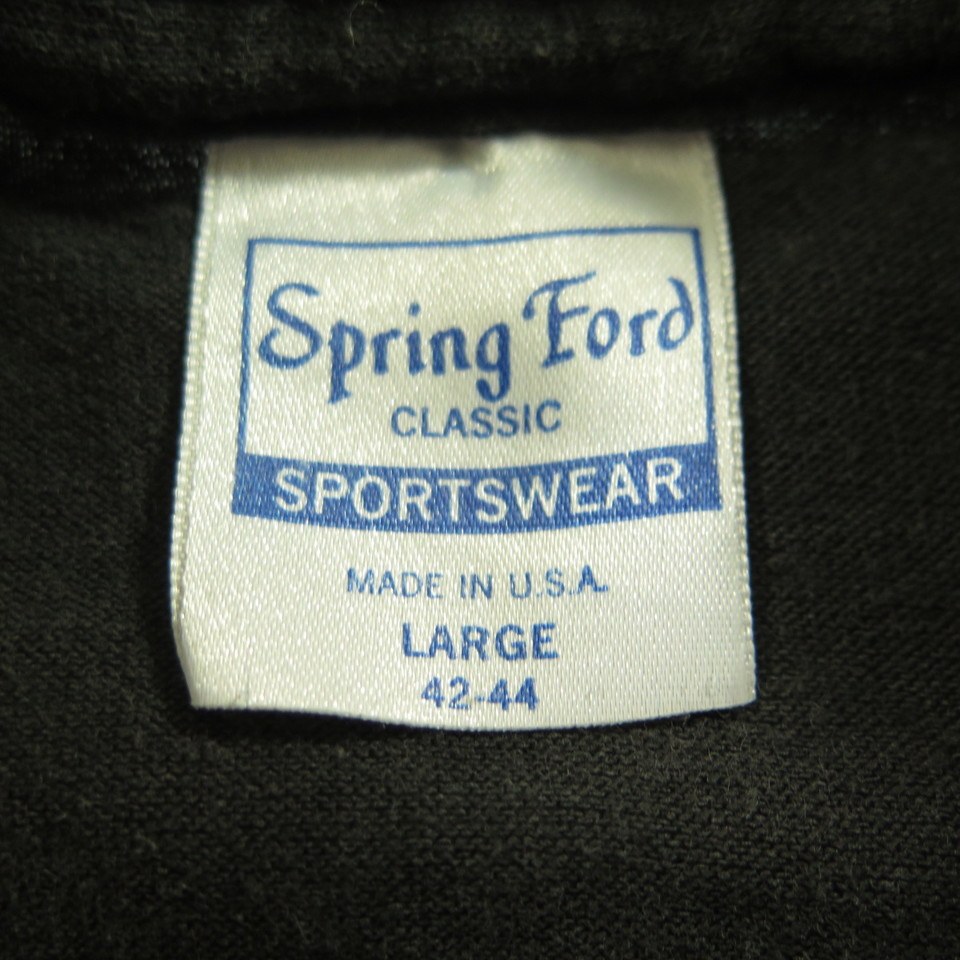 Spring Ford
CLASSIC
SPORTSWEAR
MADE IN U.S.A.
LARGE
42-44